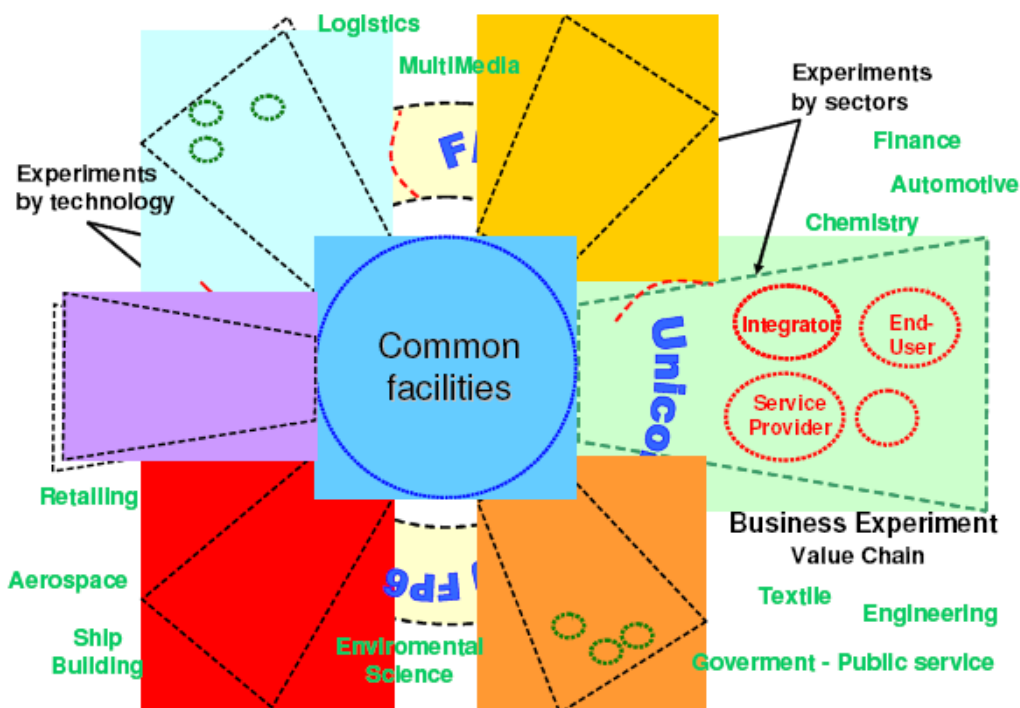 Logistics
MultiMedia
Experiments
by sectors
Finance
Automotive
Chemistry
Experiments
by technology
Integrator
End-
User
Common
facilities
Service
Provider
Retailing
Business Experiment
Value Chain
Aerospace
FP6
Textile
Engineering
Ship
Building
Enviromental
Science
Goverment - Public service